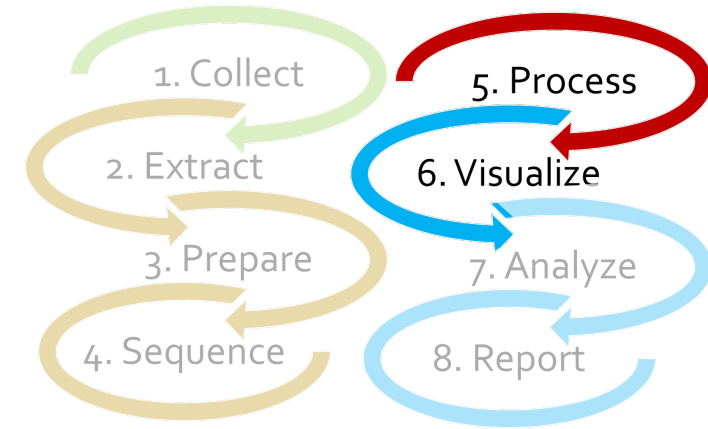 1. Collect
2. Extract
3. Prepare
4. Sequence
5. Process
6. Visualize
7. Analyze
8. Report